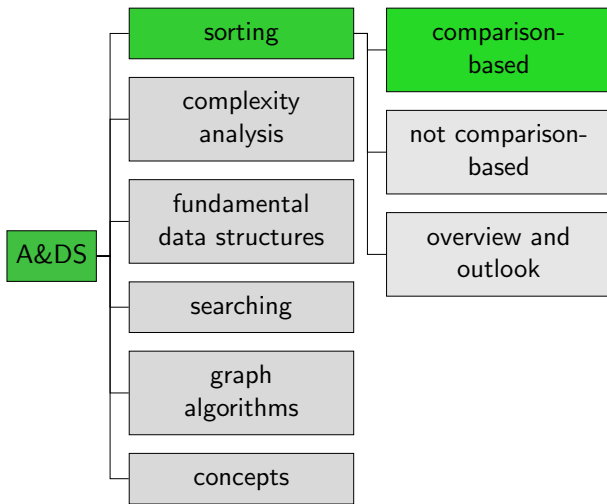 sorting
comparison-
based
complexity
analysis
not comparison-
based
fundamental
data structures
overview and
outlook
A&DS
searching
graph
algorithms
concepts